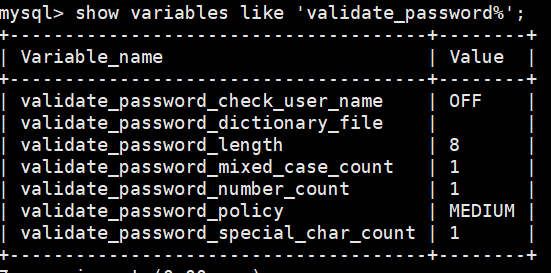 mysql> show variables like 'validate_password%';
+--------------------------------------+--------+
| Variable_name                        | Value  |
+--------------------------------------+--------+
| validate_password_check_user_name    | OFF    |
| validate_password_dictionary_file    |        |
| validate_password_length             | 8      |
| validate_password_mixed_case_count   | 1      |
| validate_password_number_count       | 1      |
| validate_password_policy             | MEDIUM |
| validate_password_special_char_count | 1      |
+--------------------------------------+--------+